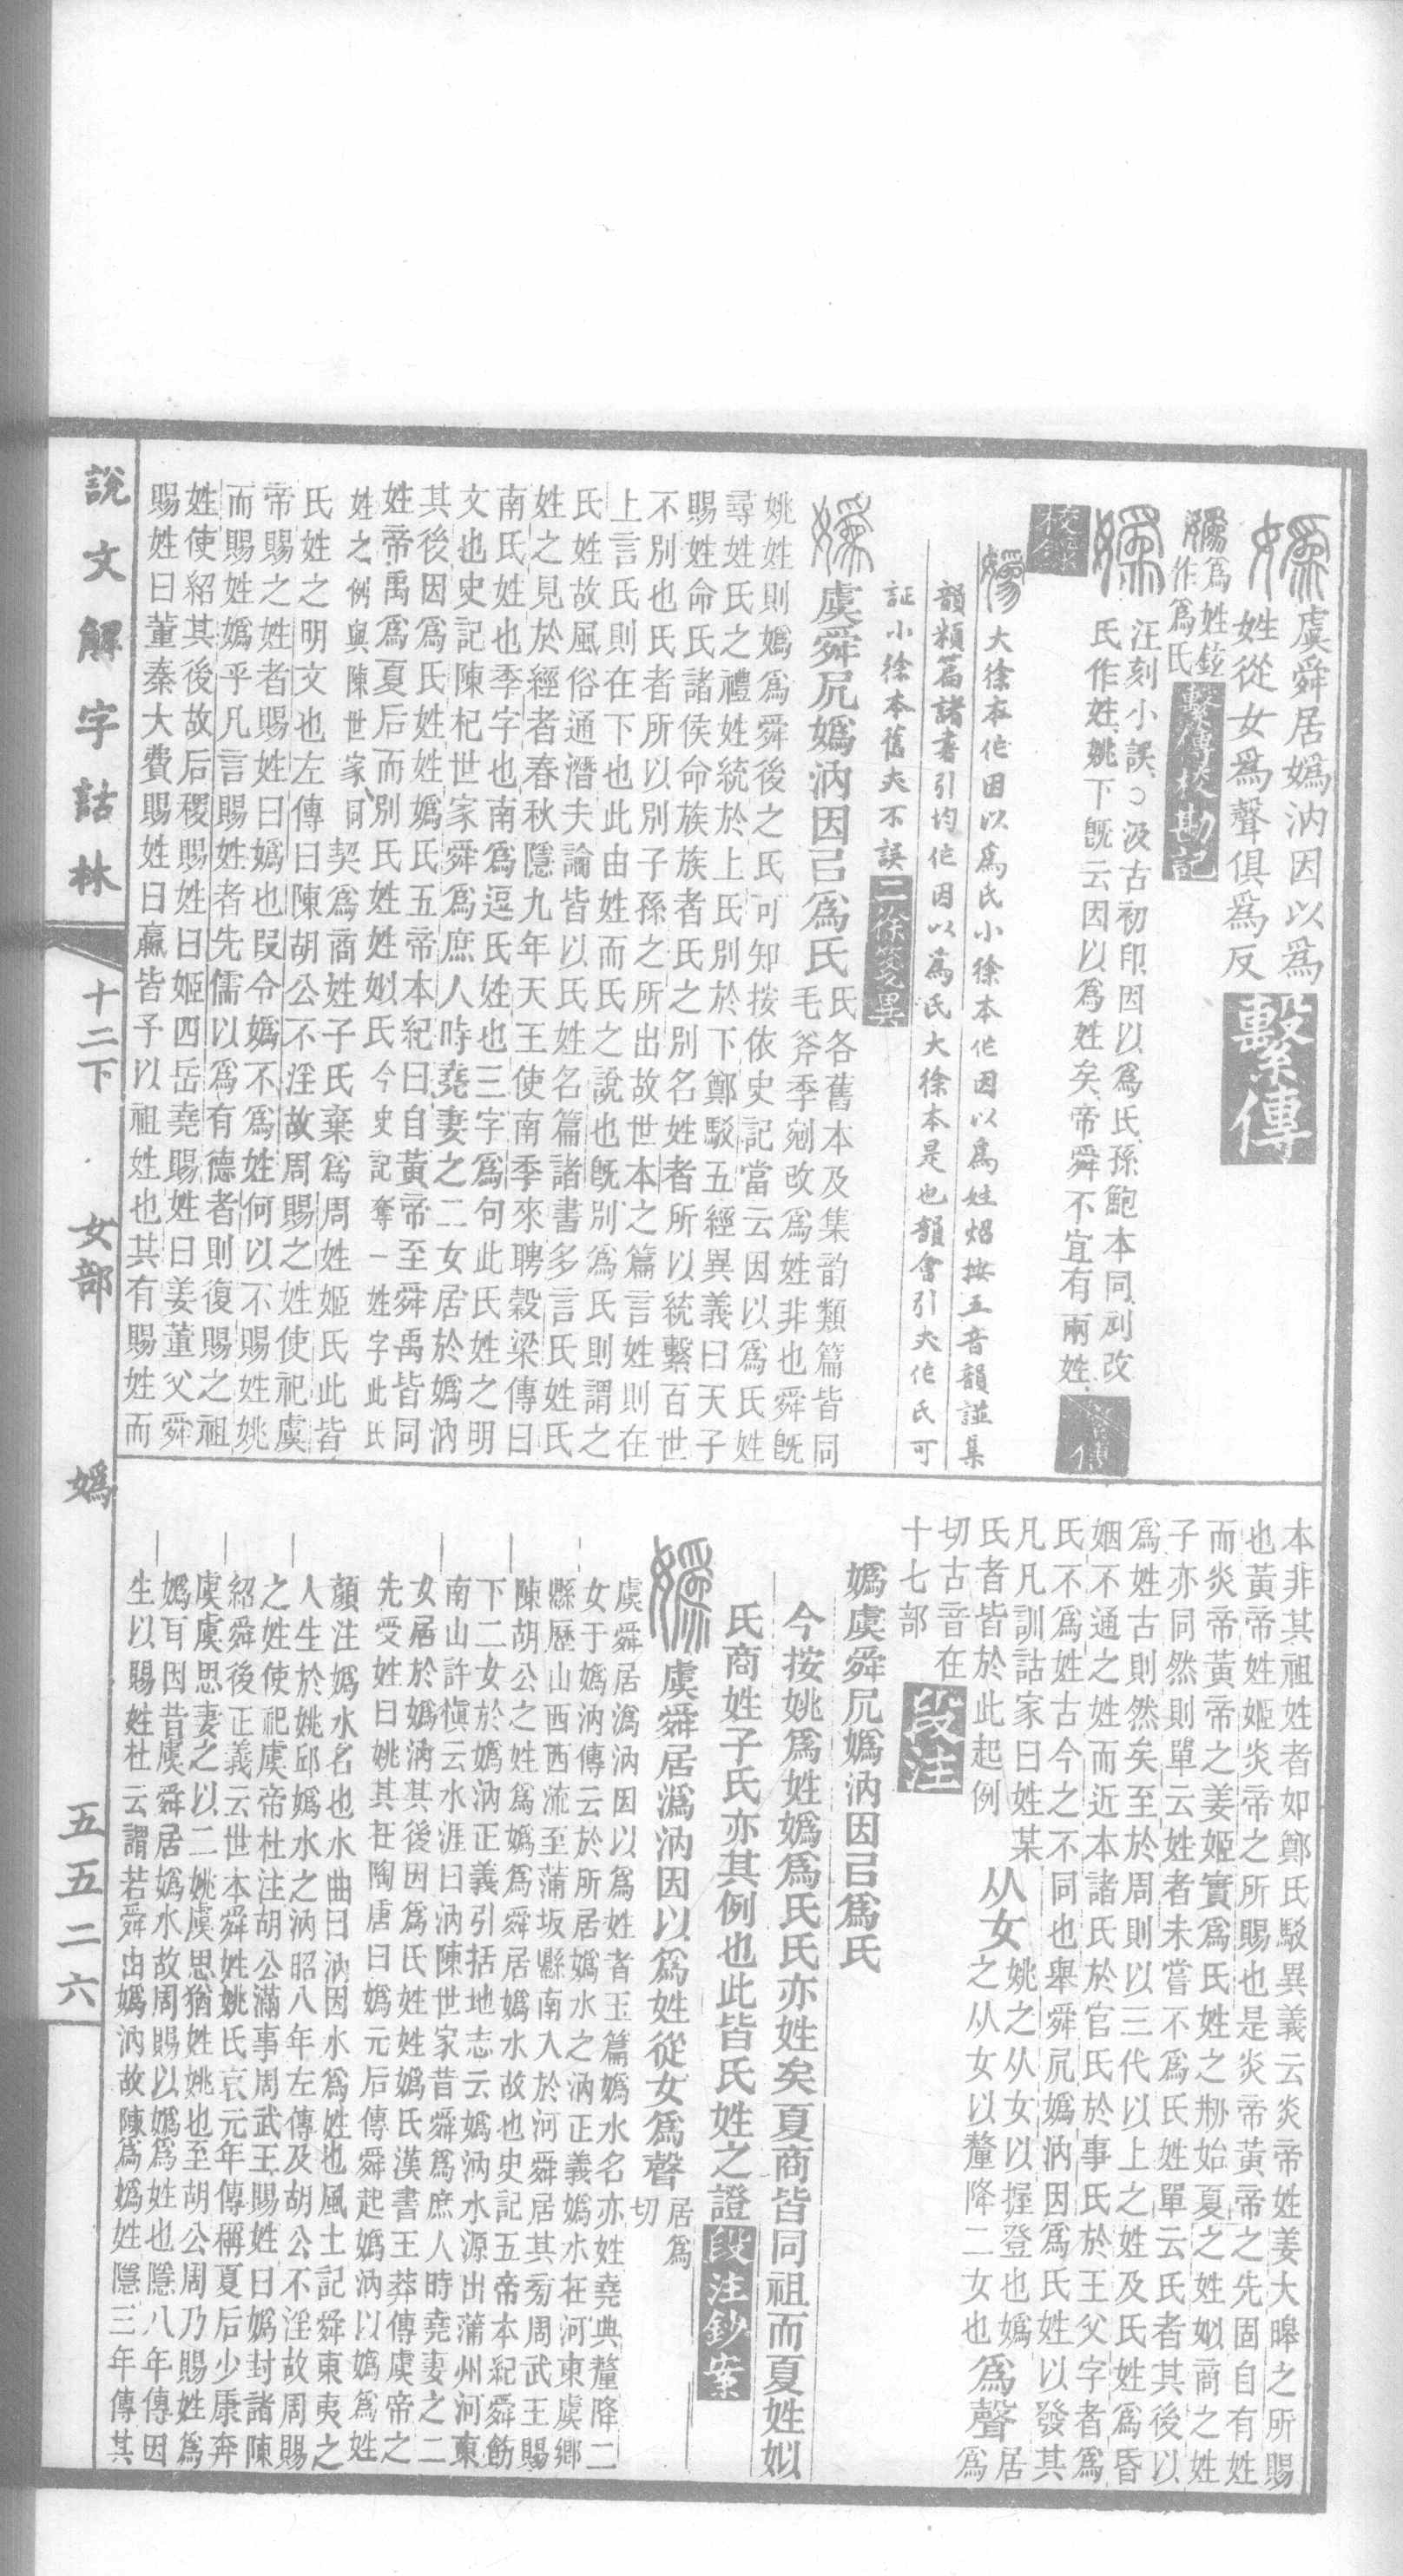 嬀虞舜居嬀汭因以爲
姓從女爲聲俱爲反繫傳
嬀爲姓鉉
作爲氏繫傳校勘記
嬀汪刻小誤〇汲古初印因以爲氏孫鮑本同剜改
氏作姓姚下旣云因以爲姓矣帝舜不宜有兩姓
校錄
嬀大徐本作因以爲氏小徐本作因以爲姓炤按五音韻譜集
韻類篇諸書引均作因以爲氏大徐本是也韻會引大作氏可
証小徐本舊夫不誤二徐箋異
嬀虞舜凥嬀汭因㠯爲氏氏各舊本及集韵類篇皆同
毛斧季剜改爲姓非也舜旣
姚姓則嬀爲舜後之氏可知按依史記當云因以爲氏姓
尋姓氏之禮姓統於上氏別於下鄭駁五經異義曰天子
賜姓命氏諸侯命族族者氏之別名姓者所以統繫百世
不別也氏者所以別子孫之所出故世本之篇言姓則在
上言氏則在下也此由姓而氏之說也旣別爲氏則謂之
氏姓故風俗通潛夫論皆以氏姓名篇諸書多言氏姓氏
姓之見於經者春秋隱九年天王使南季來聘穀梁傳曰
南氏姓也季字也南爲逗氏姓也三字爲句此氏姓之明
文也史記陳杞世家舜爲庶人時堯妻之二女居於嬀汭
其後因爲氏姓姓嬀氏五帝本紀曰自黃帝至舜禹皆同
姓帝禹爲夏后而別氏姓姓姒氏今史記奪一姓字此氏
姓之例與陳世家同契爲商姓子氏棄爲周姓姬氏此皆
氏姓之明文也左傳曰陳胡公不淫故周賜之姓使祀虞
帝賜之姓者賜姓曰嬀也叚令嬀不爲姓何以不賜姓姚
而賜姓嬀乎凡言賜姓者先儒以爲有德者則復賜之祖
姓使紹其後故后稷賜姓曰姬四岳堯賜姓曰姜董父舜
賜姓曰董秦大費賜姓曰嬴皆予以祖姓也其有賜姓而
本非其祖姓者如鄭氏駁異義云炎帝姓姜大皞之所賜
也黃帝姓姬炎帝之所賜也是炎帝黃帝之先固自有姓
而炎帝黃帝之姜姬實爲氏姓之刱始夏之姓姒商之姓
子亦同然則單云姓者未嘗不爲氏姓單云氏者其後以
爲姓古則然矣至於周則以三代以上之姓及氏姓爲昏
姻不通之姓而近本諸氏於官氏於事氏於王父字者爲
氏不爲姓古今之不同也舉舜凥嬀汭因爲氏姓以發其
凡凡訓詁家曰姓某
氏者皆於此起例从女姚之从女以握登也嬀
之从女以釐降二女也爲聲居爲
切古音在
十七部段注
嬀虞舜凥嬀汭因㠯爲氏
今按姚爲姓嬀爲氏氏亦姓矣夏商皆同祖而夏姓姒
氏商姓子氏亦其例也此皆氏姓之證段注鈔案
嬀虞舜居溈汭因以爲姓從女爲聲居爲
切
虞舜居溈汭因以爲姓者玉篇嬀水名亦姓堯典釐降二
女于嬀汭傳云於所居嬀水之汭正義嬀水在河東虞鄉
縣歷山西西流至蒲坂縣南入於河舜居其旁周武王賜
陳胡公之姓爲嬀爲舜居嬀水故也史記五帝本紀舜飭
下二女於嬀汭正義引括地志云嬀汭水源出蒲州河東
南山許愼云水涯曰汭陳世家昔舜爲庶人時堯妻之二
女居於嬀汭其後因爲氏姓姓嬀氏漢書王莽傳虞帝之
先受姓曰姚其在陶唐曰嬀元后傳舜起嬀汭以嬀爲姓
顏注嬀水名也水曲曰汭因水爲姓也風土記舜東夷之
人生於姚邱嬀水之汭昭八年左傳及胡公不淫故周賜
之姓使祀虞帝杜注胡公滿事周武王賜姓曰嬀封諸陳
紹舜後正義云世本舜姓姚氏哀元年傳稱夏后少康奔
虞虞思妻之以二姚虞思猶姓姚也至胡公周乃賜姓爲
嬀耳因昔虞舜居嬀水故周賜以嬀爲姓也隱八年傳因
生以賜姓杜云謂若舜由嬀汭故陳爲嬀姓隱三年傳其
說文解字詁林 十二下 女部 嬀 五五二六